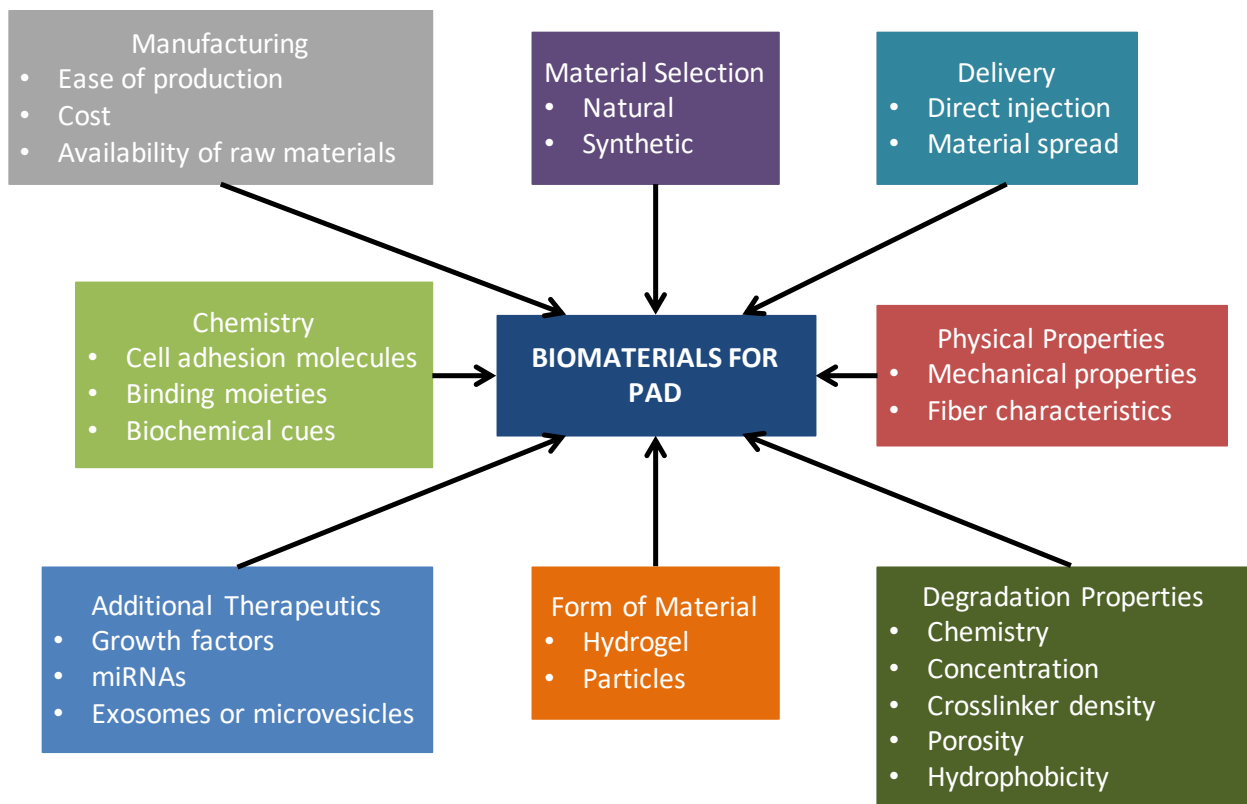 Manufacturing
• Ease of production
• Cost
• Availability of raw materials
Material Selection
• Natural
• Synthetic
Delivery
• Direct injection
• Material spread
Chemistry
• Cell adhesion molecules
• Binding moieties
• Biochemical cues
BIOMATERIALS FOR
PAD
Physical Properties
• Mechanical properties
• Fiber characteristics
Additional Therapeutics
• Growth factors
• miRNAs
• Exosomes or microvesicles
Form of Material
• Hydrogel
• Particles
Degradation Properties
• Chemistry
• Concentration
• Crosslinker density
• Porosity
• Hydrophobicity